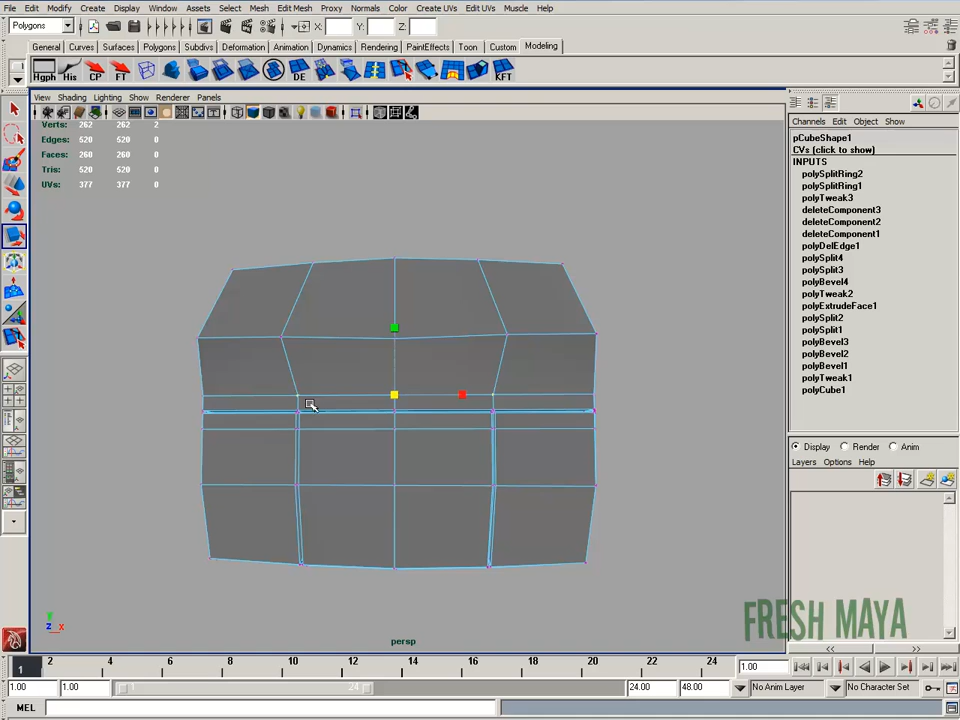 File Edit Modify Create Display Window Assets Select Mesh Edit Mesh Proxy Normals Color Create UVs Edit UVs Muscle Help
Polygons X: Y: Z:
General Curves Surfaces Polygons Subdivs Deformation Animation Dynamics Rendering PaintEffects Toon Custom Modeling
Hgph His CP FT DE KFT
View Shading Lighting Show Renderer Panels
Verts: 262 262 2
Edges: 520 520 0
Faces: 260 260 0
Tris: 520 520 0
UVs: 377 377 0
Channels Edit Object Show
pCubeShape1
CVs (click to show)
INPUTS
polySplitRing2
polySplitRing1
polyTweak3
deleteComponent3
deleteComponent2
deleteComponent1
polyDelEdge1
polySplit4
polySplit3
polyBevel4
polyTweak2
polyExtrudeFace1
polySplit2
polySplit1
polyBevel3
polyBevel2
polyBevel1
polyTweak1
polyCube1
Display Render Anim
Layers Options Help
y
z x
persp
FRESH MAYA
1 2 4 6 8 10 12 14 16 18 20 22 24 1.00
1.00 1.00 1 24 24.00 48.00 No Anim Layer No Character Set
MEL